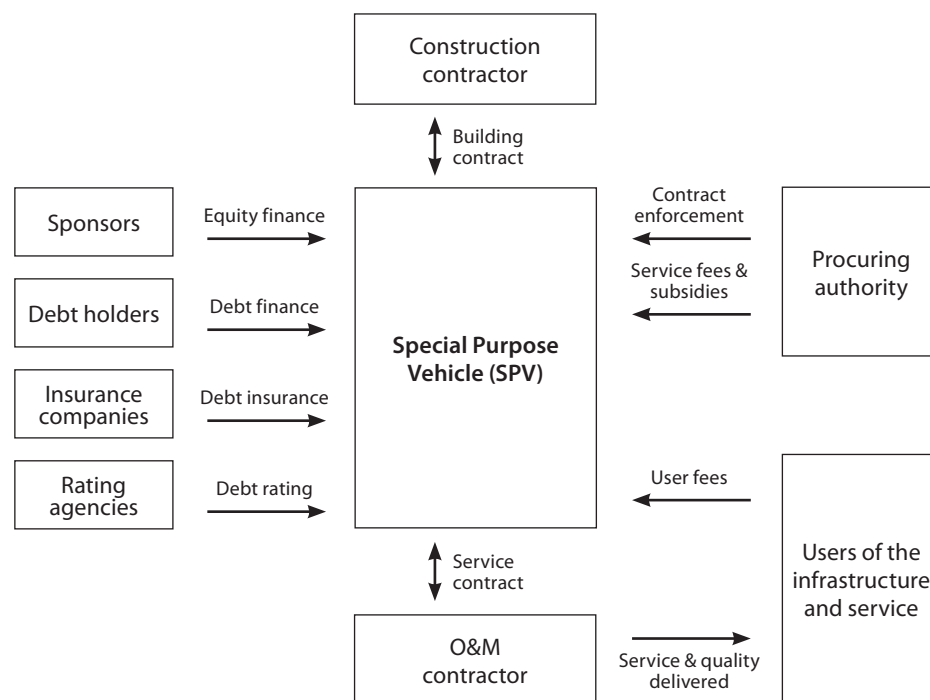 Construction
contractor
Building
contract
Sponsors
Equity finance
Debt holders
Debt finance
Insurance
companies
Debt insurance
Rating
agencies
Debt rating
Special Purpose
Vehicle (SPV)
Contract
enforcement
Service fees &
subsidies
Procuring
authority
User fees
Users of the
infrastructure
and service
Service
contract
O&M
contractor
Service & quality
delivered